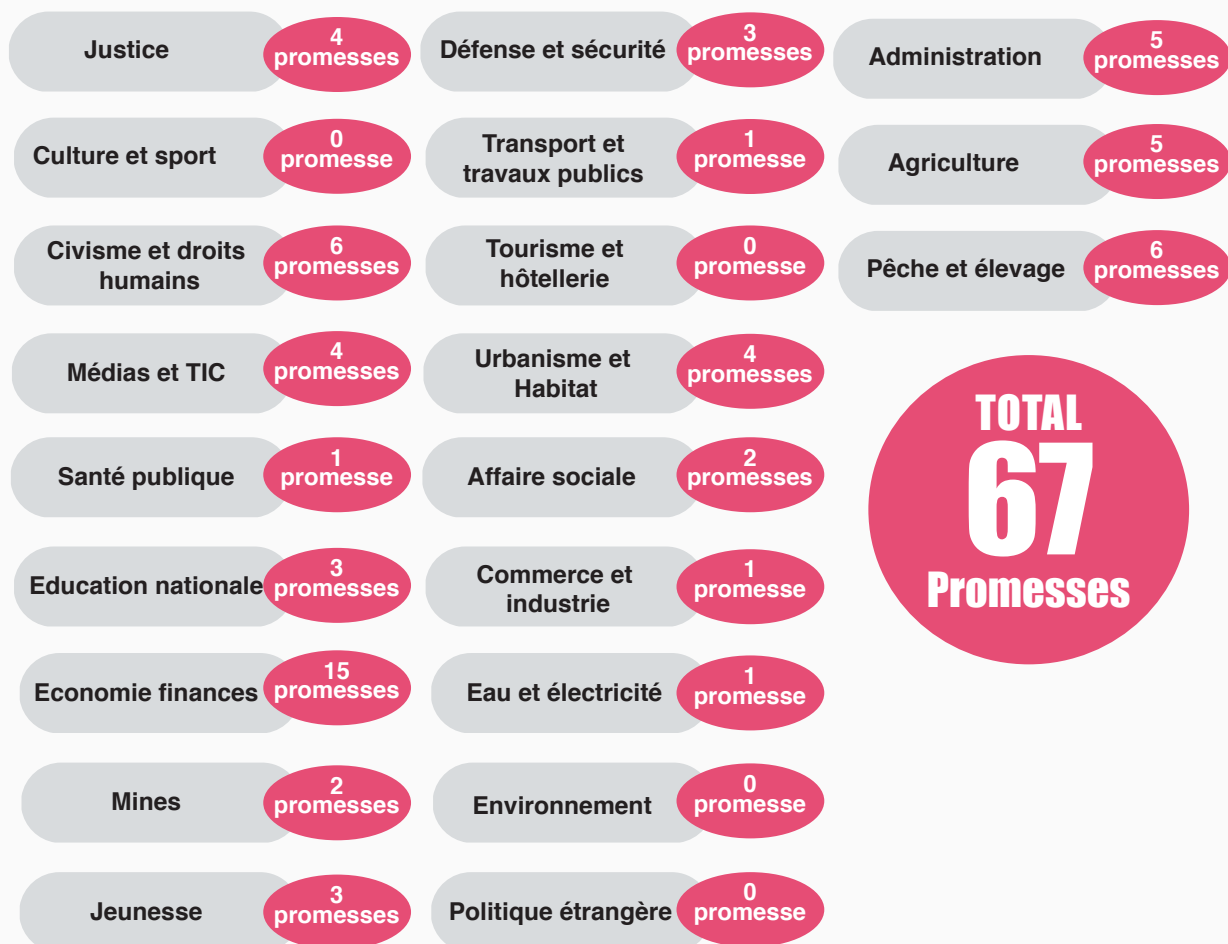 Justice
4
promesses
Culture et sport
0
promesse
Civisme et droits
humains
6
promesses
Médias et TIC
4
promesses
Santé publique
1
promesse
Education nationale
3
promesses
Economie finances
15
promesses
Mines
2
promesses
Jeunesse
3
promesses
Défense et sécurité
3
promesses
Transport et
travaux publics
1
promesse
Tourisme et
hôtellerie
0
promesse
Urbanisme et
Habitat
4
promesses
Affaire sociale
2
promesses
Commerce et
industrie
1
promesse
Eau et électricité
1
promesse
Environnement
0
promesse
Politique étrangère
0
promesse
Administration
5
promesses
Agriculture
5
promesses
Pêche et élevage
6
promesses
TOTAL
67
Promesses